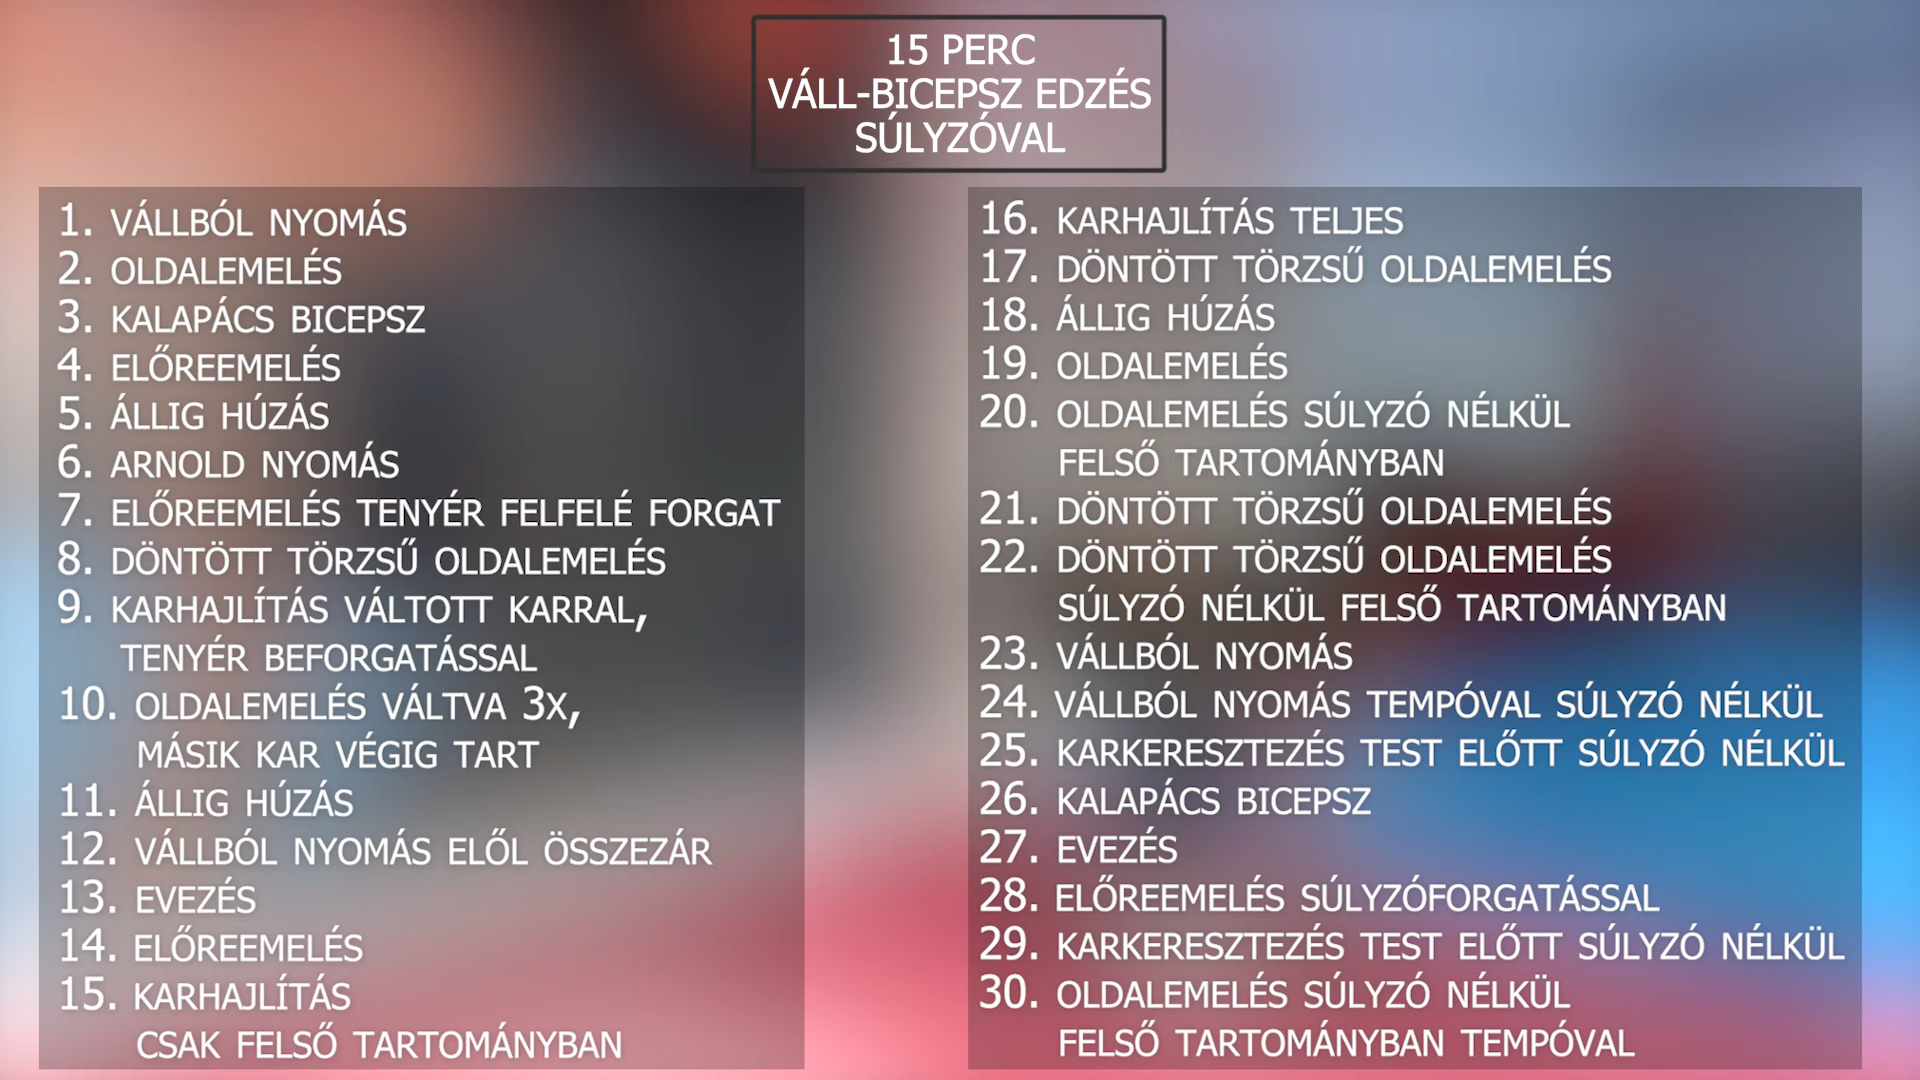 15 PERC
VÁLL-BICEPSZ EDZÉS
SÚLYZÓVAL
1. VÁLLBÓL NYOMÁS
2. OLDALEMELÉS
3. KALAPÁCS BICEPSZ
4. ELŐREEMELÉS
5. ÁLLIG HÚZÁS
6. ARNOLD NYOMÁS
7. ELŐREEMELÉS TENYÉR FELFELÉ FORGAT
8. DÖNTÖTT TÖRZSŰ OLDALEMELÉS
9. KARHAJLÍTÁS VÁLTOTT KARRAL,
TENYÉR BEFORGATÁSSAL
10. OLDALEMELÉS VÁLTVA 3X,
MÁSIK KAR VÉGIG TART
11. ÁLLIG HÚZÁS
12. VÁLLBÓL NYOMÁS ELŐL ÖSSZEZÁR
13. EVEZÉS
14. ELŐREEMELÉS
15. KARHAJLÍTÁS
CSAK FELSŐ TARTOMÁNYBAN
16. KARHAJLÍTÁS TELJES
17. DÖNTÖTT TÖRZSŰ OLDALEMELÉS
18. ÁLLIG HÚZÁS
19. OLDALEMELÉS
20. OLDALEMELÉS SÚLYZÓ NÉLKÜL
FELSŐ TARTOMÁNYBAN
21. DÖNTÖTT TÖRZSŰ OLDALEMELÉS
22. DÖNTÖTT TÖRZSŰ OLDALEMELÉS
SÚLYZÓ NÉLKÜL FELSŐ TARTOMÁNYBAN
23. VÁLLBÓL NYOMÁS
24. VÁLLBÓL NYOMÁS TEMPÓVAL SÚLYZÓ NÉLKÜL
25. KARKERESZTEZÉS TEST ELŐTT SÚLYZÓ NÉLKÜL
26. KALAPÁCS BICEPSZ
27. EVEZÉS
28. ELŐREEMELÉS SÚLYZÓFORGATÁSSAL
29. KARKERESZTEZÉS TEST ELŐTT SÚLYZÓ NÉLKÜL
30. OLDALEMELÉS SÚLYZÓ NÉLKÜL
FELSŐ TARTOMÁNYBAN TEMPÓVAL